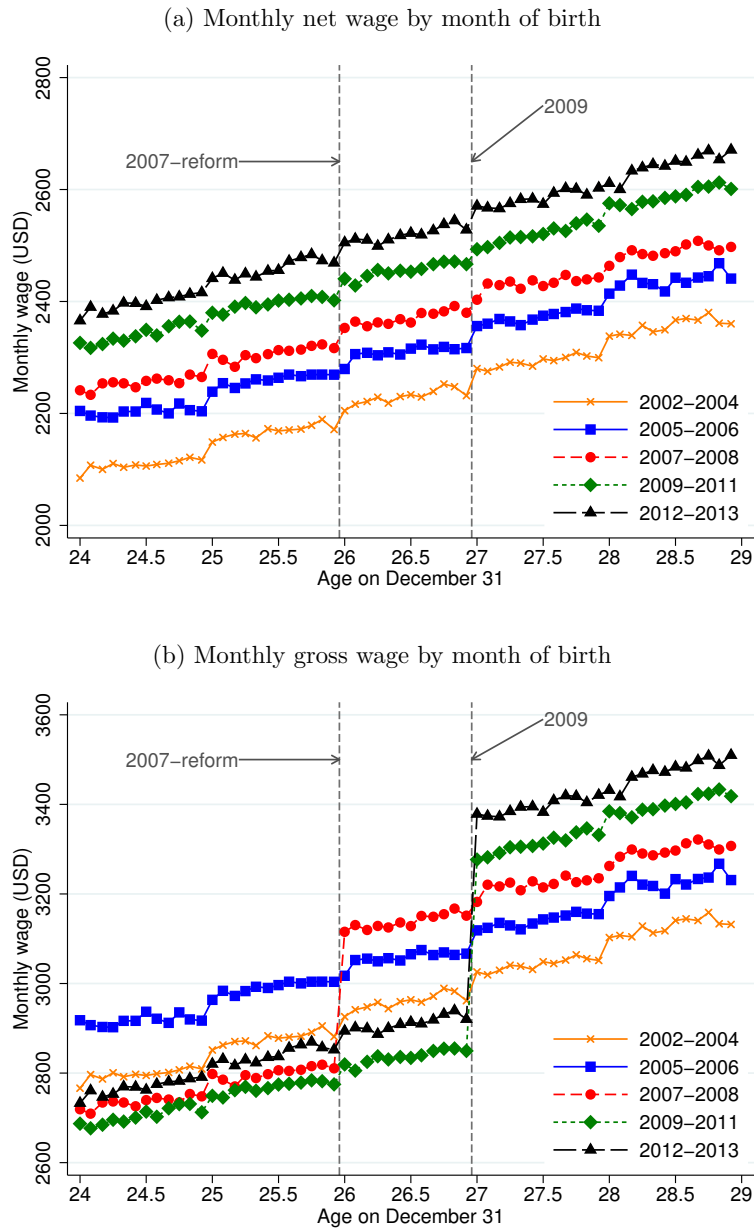 (a) Monthly net wage by month of birth
2800
2009
2007−reform
2600
Monthly wage (USD)
2400
2200
2002−2004
2005−2006
2007−2008
2009−2011
2012−2013
2000
24 24.5 25 25.5 26 26.5 27 27.5 28 28.5 29
Age on December 31
(b) Monthly gross wage by month of birth
3600
2009
2007−reform
3400
3200
Monthly wage (USD)
3000
2800
2002−2004
2005−2006
2007−2008
2009−2011
2012−2013
2600
24 24.5 25 25.5 26 26.5 27 27.5 28 28.5 29
Age on December 31